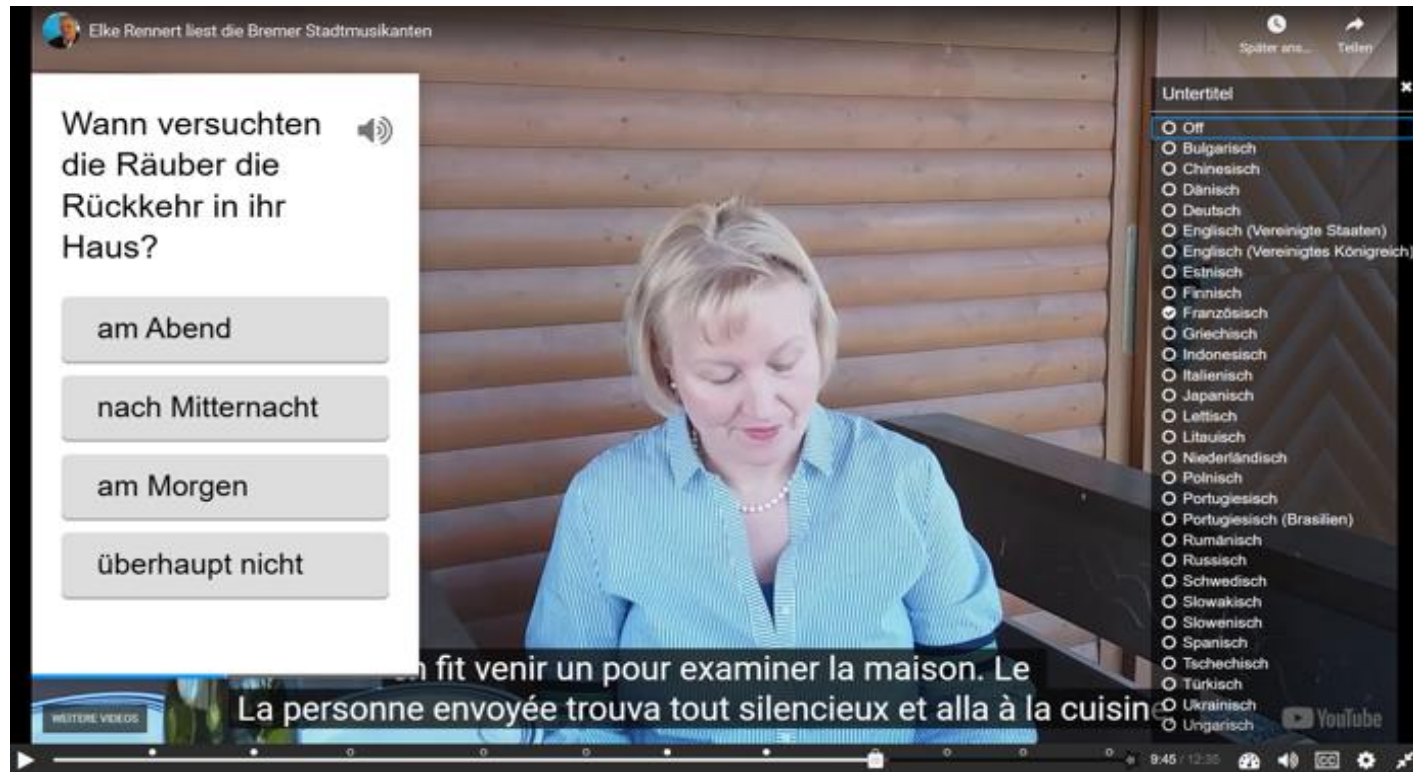 Elke Rennert liest die Bremer Stadtmusikanten
Später ans...
Teilen
Wann versuchten
die Räuber die
Rückkehr in ihr
Haus?
am Abend
nach Mitternacht
am Morgen
überhaupt nicht
Untertitel
Off
Bulgarisch
Chinesisch
Dänisch
Deutsch
Englisch (Vereinigte Staaten)
Englisch (Vereinigtes Königreich)
Estnisch
Finnisch
Französisch
Griechisch
Indonesisch
Italienisch
Japanisch
Lettisch
Litauisch
Niederländisch
Polnisch
Portugiesisch
Portugiesisch (Brasilien)
Rumänisch
Russisch
Schwedisch
Slowakisch
Slowenisch
Spanisch
Tschechisch
Türkisch
Ukrainisch
Ungarisch
fit venir un pour examiner la maison. Le
La personne envoyée trouva tout silencieux et alla à la cuisine
WEITERE VIDEOS
YouTube
9:45 / 12:35
CC